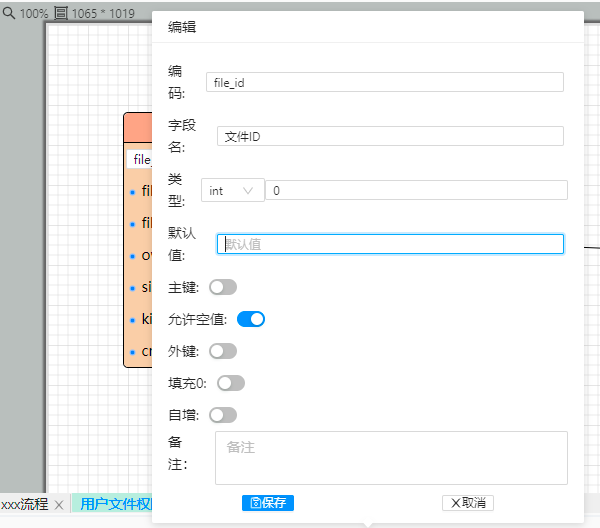 100% 1065 * 1019
编辑
编
码:
file_id
字段
名:
文件ID
类
型:
int
0
默认
值:
默认值
主键:
允许空值:
外键:
填充0:
自增:
备
注:
备注
保存
取消
file_
fil
fil
ov
si
ki
cr
xxx流程 ×
用户文件权